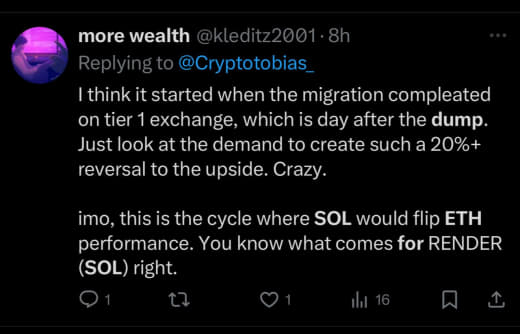 more wealth @kleditz2001 · 8h
Replying to @Cryptotobias_
I think it started when the migration compleated
on tier 1 exchange, which is day after the dump.
Just look at the demand to create such a 20%+
reversal to the upside. Crazy.
imo, this is the cycle where SOL would flip ETH
performance. You know what comes for RENDER
(SOL) right.
1 1 16